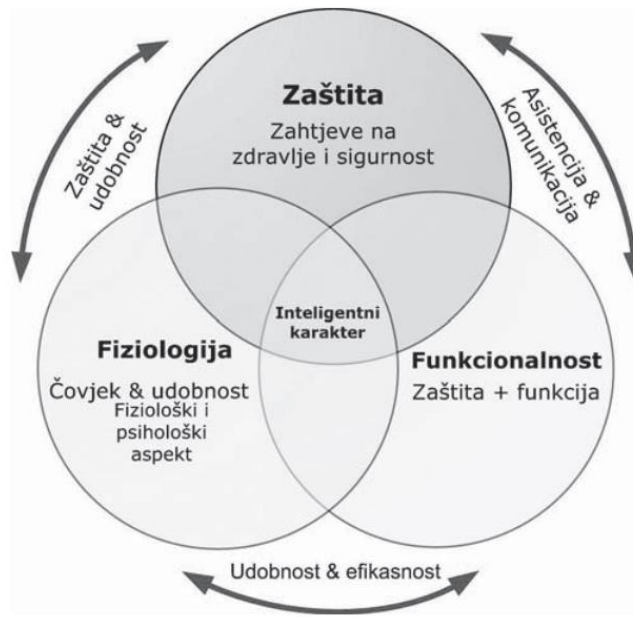 Zaštita
Zahtjeve na
zdravlje i sigurnost
Zaštita &
udobnost
Asistencija &
komunikacija
Inteligentni
karakter
Fiziologija
Čovjek & udobnost
Fiziološki i
psihološki
aspekt
Funkcionalnost
Zaštita + funkcija
Udobnost & efikasnost